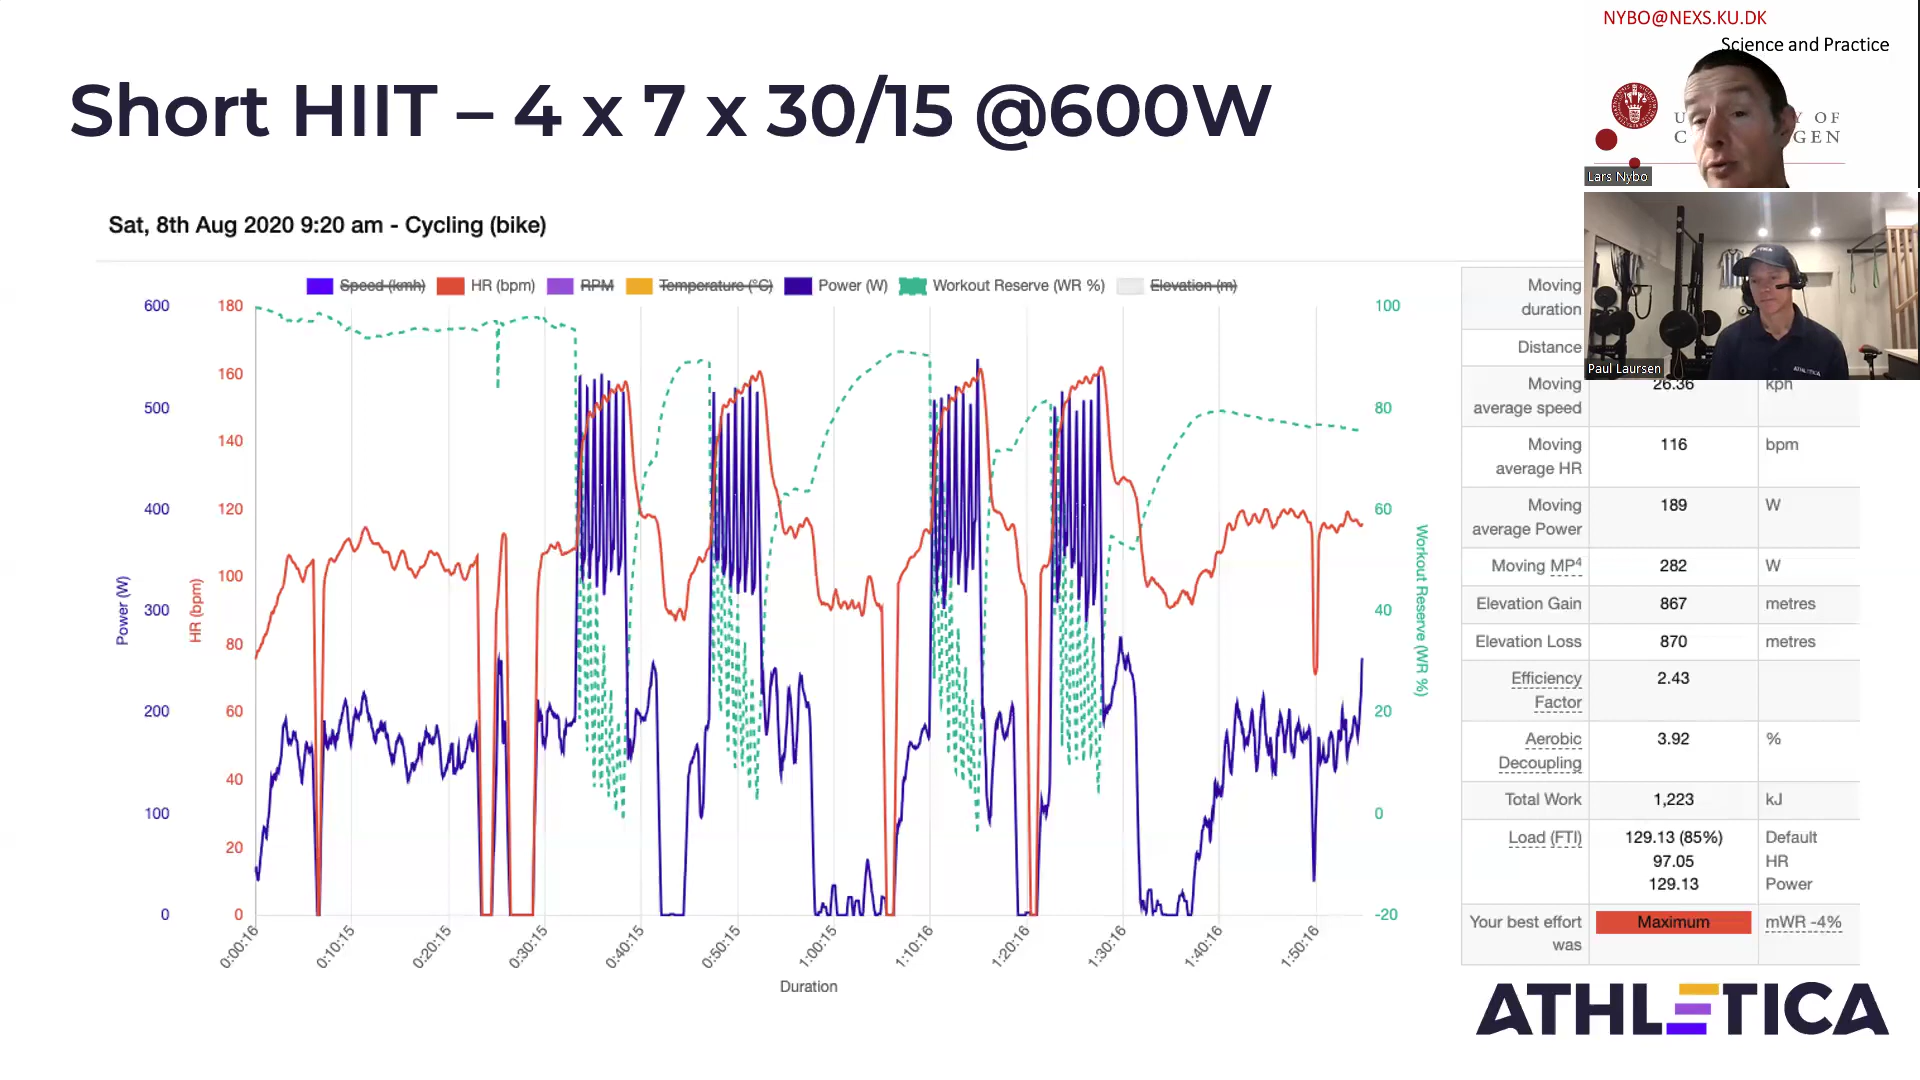 NYBO@NEXS.KU.DK
Science and Practice
Short HIIT – 4 x 7 x 30/15 @600W
Lars Nybo
Sat, 8th Aug 2020 9:20 am - Cycling (bike)
Paul Laursen
Speed (kmh) HR (bpm) RPM Temperature (°C) Power (W) Workout Reserve (WR %) Elevation (m)
600 180 100
160
500 140 80
400 120 60
100
300 80 40
200 60 20
40
100 20 0
0 0 -20
Power (W)
HR (bpm)
Workout Reserve (WR %)
0:00:16 0:10:15 0:20:15 0:30:15 0:40:15 0:50:15 1:00:15 1:10:16 1:20:16 1:30:16 1:40:16 1:50:16
Duration
Moving duration
Distance
Moving average speed 26.36 kph
Moving average HR 116 bpm
Moving average Power 189 W
Moving MP⁴ 282 W
Elevation Gain 867 metres
Elevation Loss 870 metres
Efficiency Factor 2.43
Aerobic Decoupling 3.92 %
Total Work 1,223 kJ
Load (FTI) 129.13 (85%) Default
97.05 HR
129.13 Power
Your best effort was Maximum mWR -4%
ATHLETICA